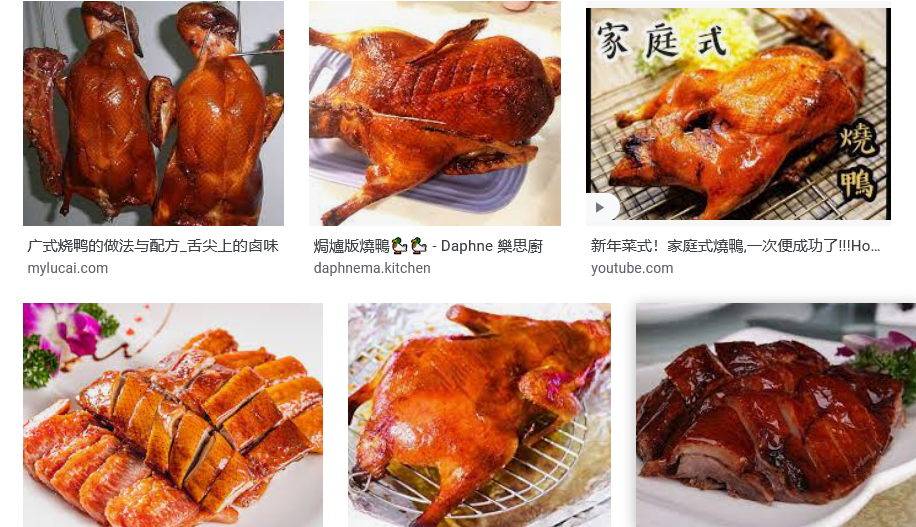 家庭式
燒鴨
广式烧鸭的做法与配方_舌尖上的卤味
mylucai.com
焗爐版燒鴨🦆🦆 - Daphne 樂思廚
daphnema.kitchen
新年菜式！家庭式燒鴨,一次便成功了!!!Ho...
youtube.com